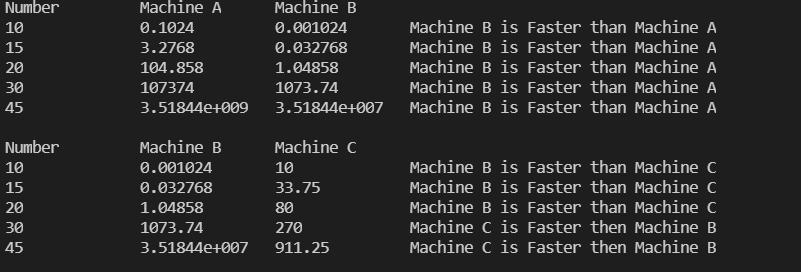 Number Machine A Machine B
10 0.1024 0.001024 Machine B is Faster than Machine A
15 3.2768 0.032768 Machine B is Faster than Machine A
20 104.858 1.04858 Machine B is Faster than Machine A
30 107374 1073.74 Machine B is Faster than Machine A
45 3.51844e+009 3.51844e+007 Machine B is Faster than Machine A
Number Machine B Machine C
10 0.001024 10 Machine B is Faster than Machine C
15 0.032768 33.75 Machine B is Faster than Machine C
20 1.04858 80 Machine B is Faster than Machine C
30 1073.74 270 Machine C is Faster then Machine B
45 3.51844e+007 911.25 Machine C is Faster then Machine B